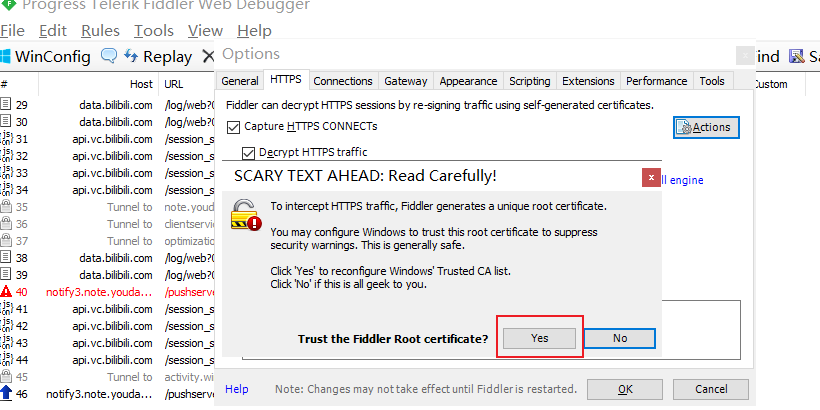 Progress Telerik Fiddler Web Debugger
File Edit Rules Tools View Help
WinConfig Replay Options ind Sa
# Host URL Custom
General HTTPS Connections Gateway Appearance Scripting Extensions Performance Tools
Fiddler can decrypt HTTPS sessions by re-signing traffic using self-generated certificates.
Capture HTTPS CONNECTs
Actions
Decrypt HTTPS traffic
ll engine
29 data.bilibili.com /log/web?0
30 data.bilibili.com /log/web?0
31 api.vc.bilibili.com /session_s
32 api.vc.bilibili.com /session_s
33 api.vc.bilibili.com /session_s
34 api.vc.bilibili.com /session_s
35 Tunnel to note.youd
36 Tunnel to clientservic
37 Tunnel to optimization
38 data.bilibili.com /log/web?0
39 data.bilibili.com /log/web?0
40 notify3.note.youda... /pushserve
41 api.vc.bilibili.com /session_s
42 api.vc.bilibili.com /session_s
43 api.vc.bilibili.com /session_s
44 api.vc.bilibili.com /session_s
45 Tunnel to activity.wi
46 notify3.note.youda... /pushserve
SCARY TEXT AHEAD: Read Carefully!
To intercept HTTPS traffic, Fiddler generates a unique root certificate.
You may configure Windows to trust this root certificate to suppress
security warnings. This is generally safe.
Click 'Yes' to reconfigure Windows' Trusted CA list.
Click 'No' if this is all geek to you.
Trust the Fiddler Root certificate? Yes No
Help Note: Changes may not take effect until Fiddler is restarted. OK Cancel